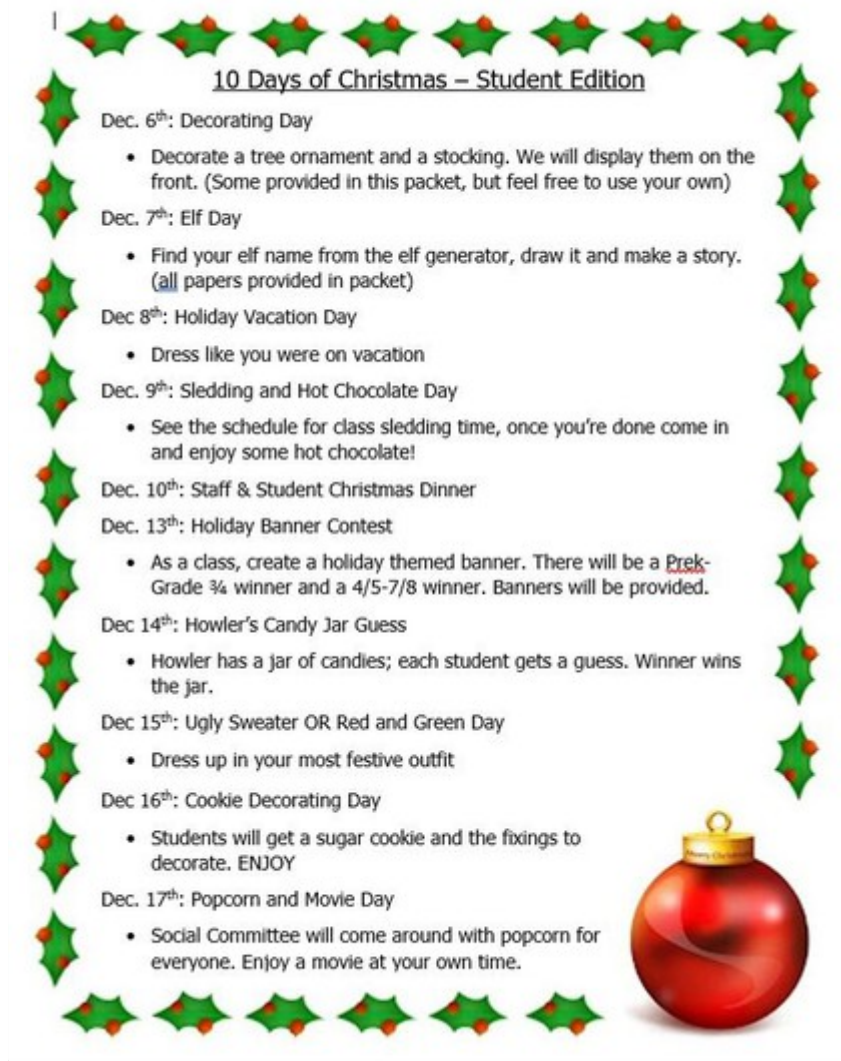 10 Days of Christmas – Student Edition
Dec. 6th: Decorating Day
• Decorate a tree ornament and a stocking. We will display them on the
front. (Some provided in this packet, but feel free to use your own)
Dec. 7th: Elf Day
• Find your elf name from the elf generator, draw it and make a story.
(all papers provided in packet)
Dec 8th: Holiday Vacation Day
• Dress like you were on vacation
Dec. 9th: Sledding and Hot Chocolate Day
• See the schedule for class sledding time, once you’re done come in
and enjoy some hot chocolate!
Dec. 10th: Staff & Student Christmas Dinner
Dec. 13th: Holiday Banner Contest
• As a class, create a holiday themed banner. There will be a Prek-
Grade ¾ winner and a 4/5-7/8 winner. Banners will be provided.
Dec 14th: Howler’s Candy Jar Guess
• Howler has a jar of candies; each student gets a guess. Winner wins
the jar.
Dec 15th: Ugly Sweater OR Red and Green Day
• Dress up in your most festive outfit
Dec 16th: Cookie Decorating Day
• Students will get a sugar cookie and the fixings to
decorate. ENJOY
Dec. 17th: Popcorn and Movie Day
• Social Committee will come around with popcorn for
everyone. Enjoy a movie at your own time.
Merry Christmas